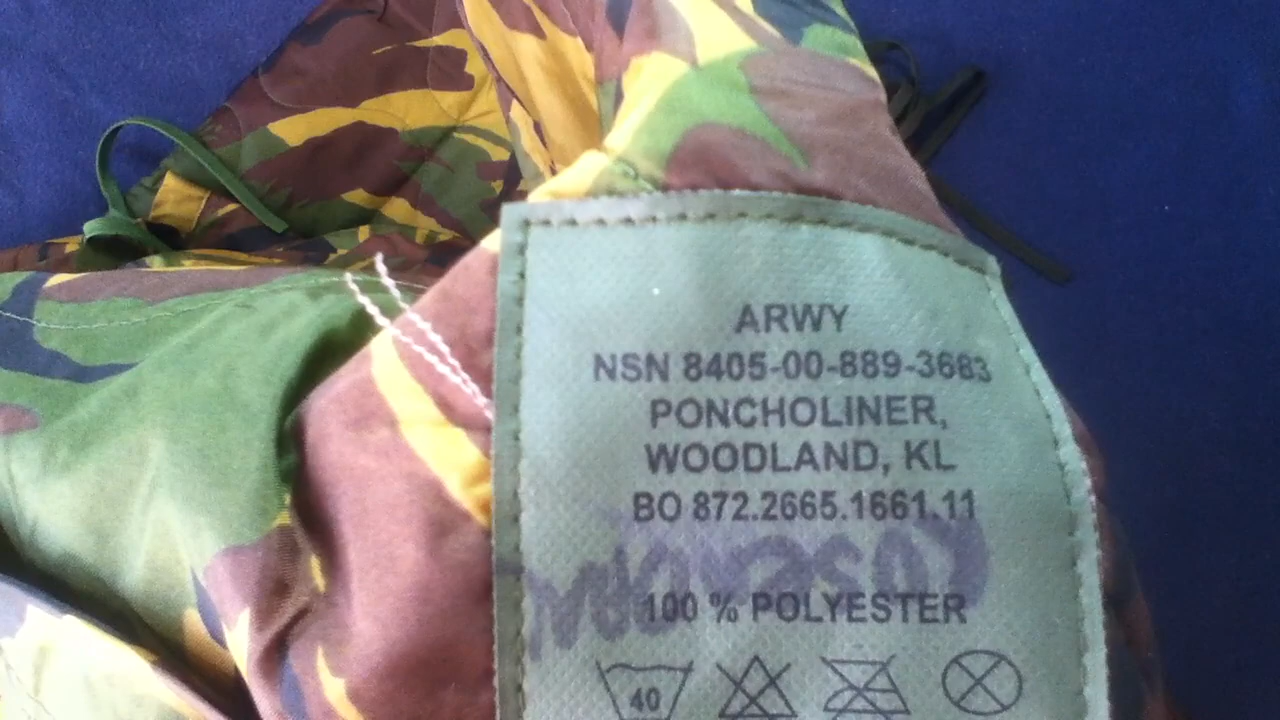 ARWY
NSN 8405-00-889-3683
PONCHOLINER,
WOODLAND, KL
BO 872.2665.1661.11
100 % POLYESTER
40